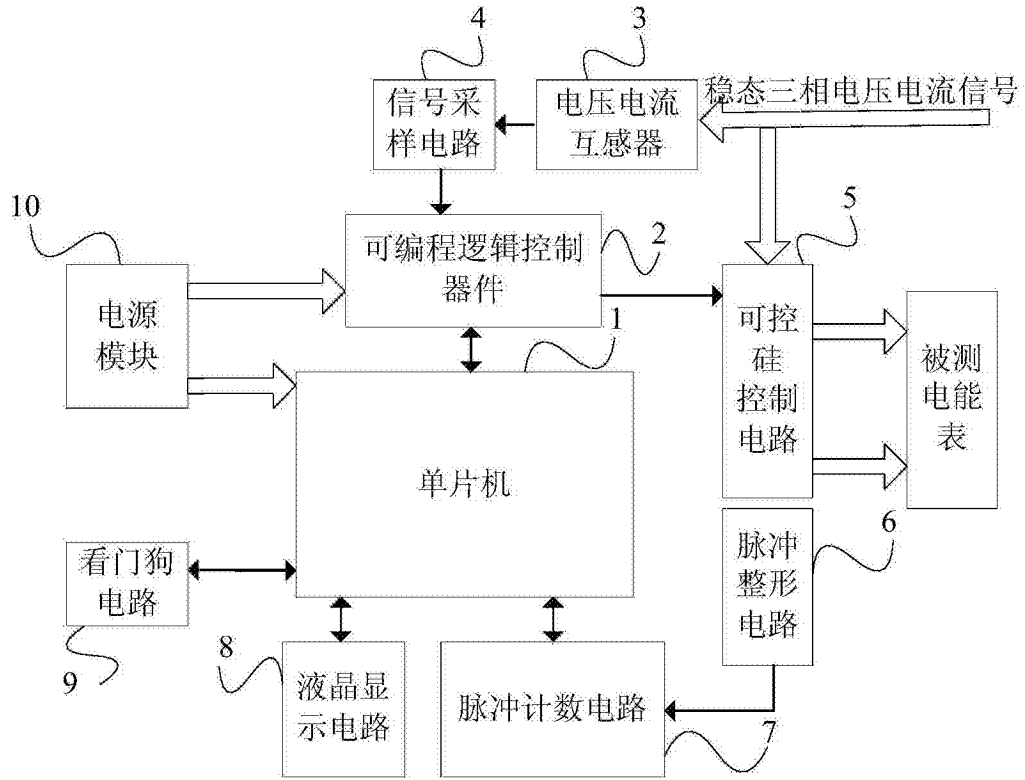 4
3
稳态三相电压电流信号
信号采
样电路
电压电流
互感器
10
5
可编程逻辑控制
器件
2
电源
模块
1
可控
硅
控制
电路
被测
电能
表
单片机
6
看门狗
电路
脉冲
整形
电路
9
8
液晶显
示电路
脉冲计数电路
7